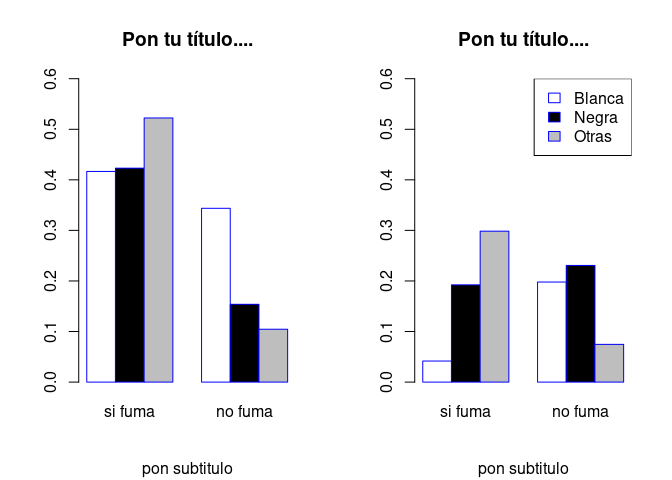 Pon tu título....
0.6
0.5
0.4
0.3
0.2
0.1
0.0
si fuma
no fuma
pon subtitulo
Pon tu título....
0.6
0.5
0.4
0.3
0.2
0.1
0.0
Blanca
Negra
Otras
si fuma
no fuma
pon subtitulo